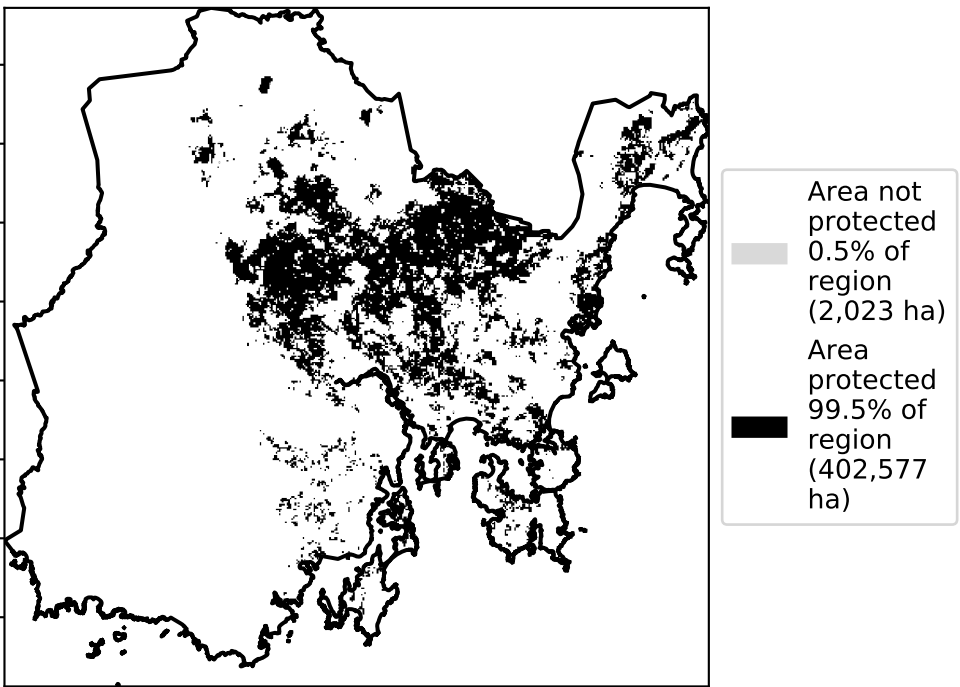 Area not
protected
0.5% of
region
(2,023 ha)
Area
protected
99.5% of
region
(402,577
ha)